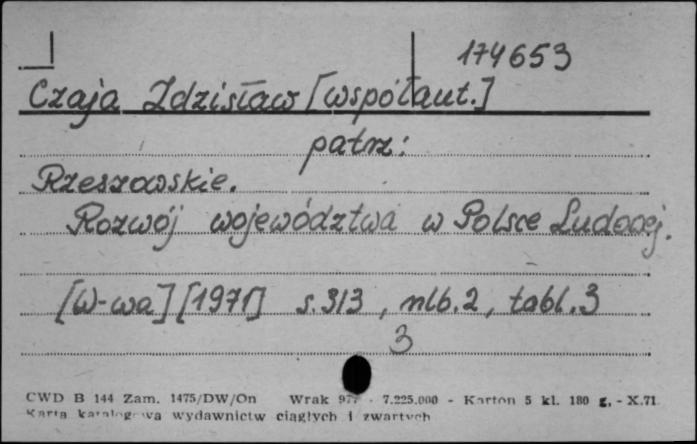 174653
Czaja Zdzisław [współaut.]
patrz:
Rzeszowskie.
Rozwój województwa w Polsce Ludowej.
[W-wa] [1971] s.313, nlb.2, tabl.3
3
CWD B 144 Zam. 1475/DW/On Wrak - 7.225.000 - Karton 5 kl. 180 g, - X.71
Karta katalogowa wydawnictw ciągłych i zwartych